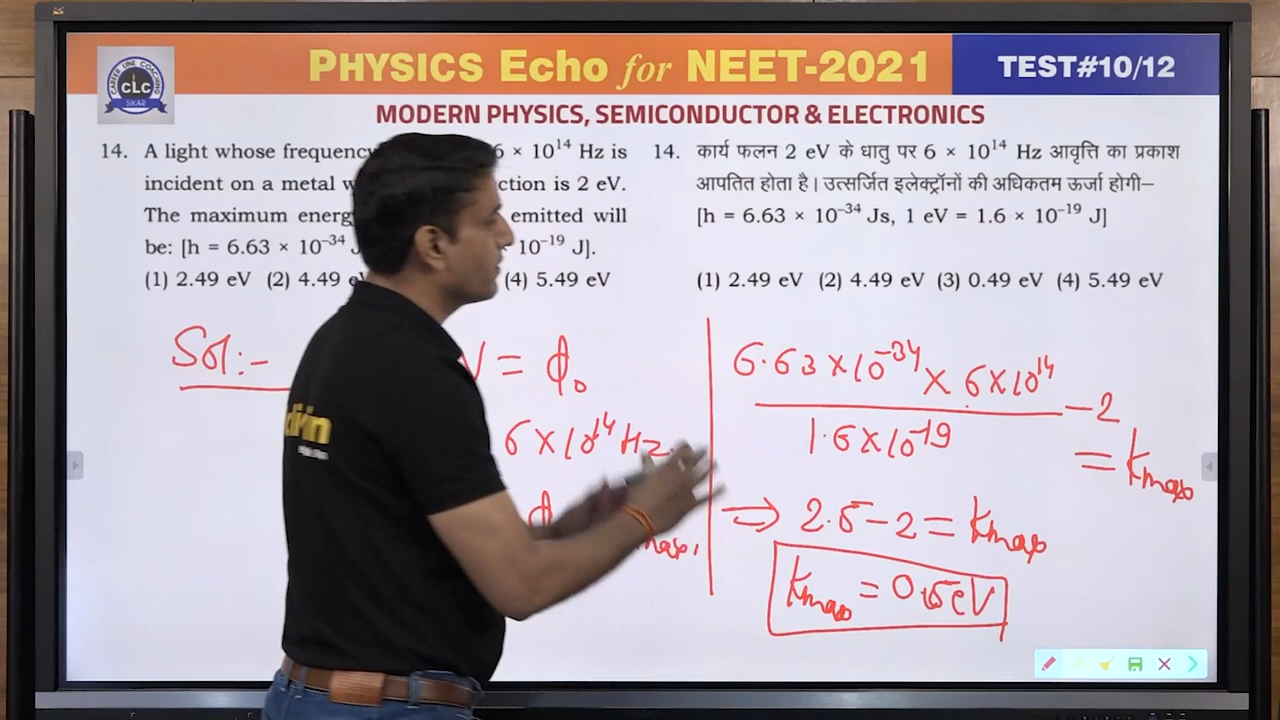 CAREER LINE COACHING
CLC
SIKAR
PHYSICS Echo for NEET-2021
TEST#10/12
MODERN PHYSICS, SEMICONDUCTOR & ELECTRONICS
14. A light whose frequency 6 × 10¹⁴ Hz is
incident on a metal ction is 2 eV.
The maximum energ emitted will
be: [h = 6.63 × 10⁻³⁴ 10⁻¹⁹ J].
(1) 2.49 eV (2) 4.49 (4) 5.49 eV
14. कार्य फलन 2 eV के धातु पर 6 × 10¹⁴ Hz आवृत्ति का प्रकाश
आपतित होता है। उत्सर्जित इलेक्ट्रॉनों की अधिकतम ऊर्जा होगी–
[h = 6.63 × 10⁻³⁴ Js, 1 eV = 1.6 × 10⁻¹⁹ J]
(1) 2.49 eV (2) 4.49 eV (3) 0.49 eV (4) 5.49 eV
Sol:-
= ϕ₀
6×10¹⁴ Hz
ϕ
max.
6.63×10⁻³⁴ × 6×10¹⁴
1.6×10⁻¹⁹
-2
= Kmax
⇒ 2.5-2 = Kmax
Kmax = 0.5eV